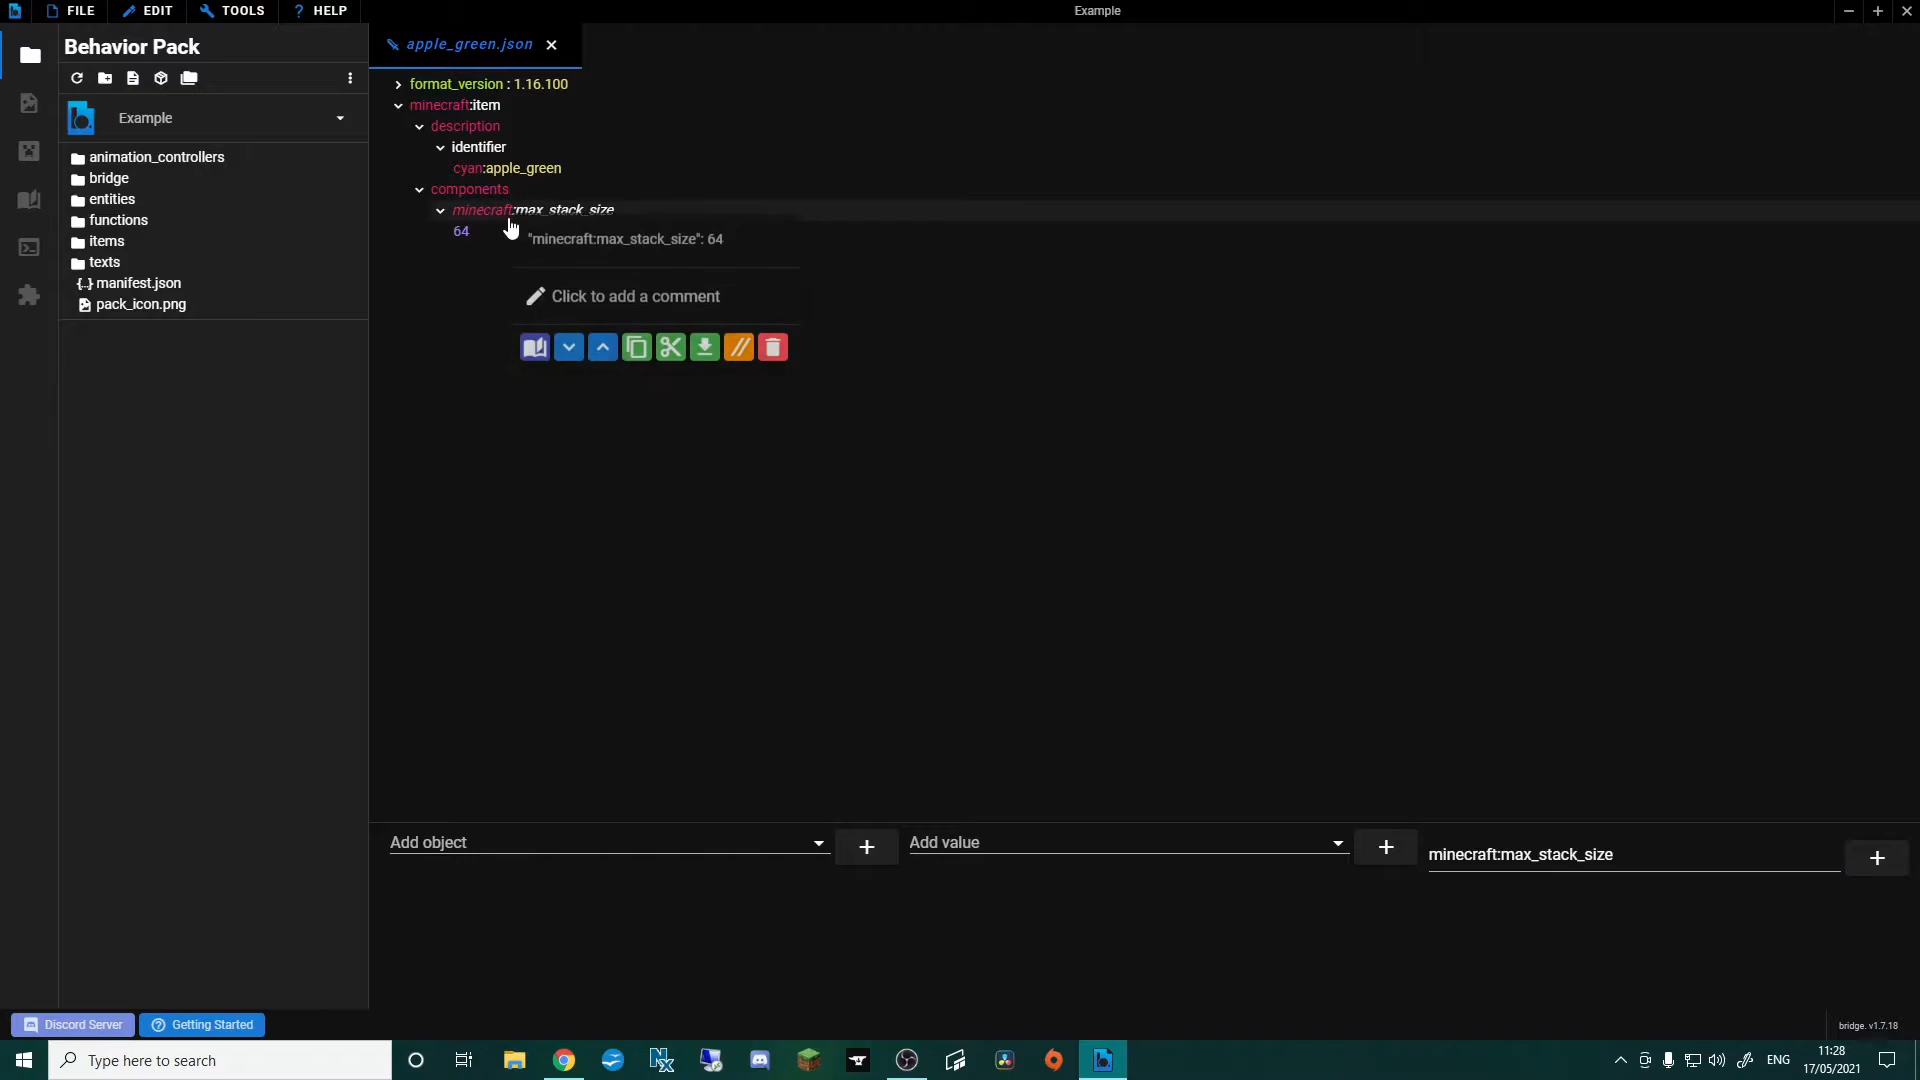 FILE EDIT TOOLS HELP Example
Behavior Pack
apple_green.json
Example
animation_controllers
bridge
entities
functions
items
texts
{..} manifest.json
pack_icon.png
format_version : 1.16.100
minecraft:item
description
identifier
cyan:apple_green
components
minecraft:max_stack_size
64
"minecraft:max_stack_size": 64
Click to add a comment
Add object
Add value
minecraft:max_stack_size
Discord Server
Getting Started
bridge. v1.7.18
Type here to search
ENG
11:28
17/05/2021